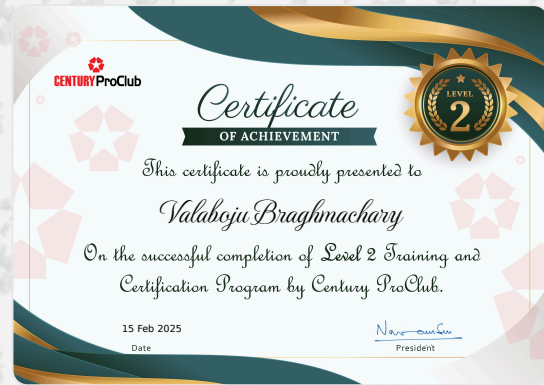 CENTURY ProClub
LEVEL
2
Certificate
OF ACHIEVEMENT
This certificate is proudly presented to
Valaboju Braghmachary
On the successful completion of Level 2 Training and
Certification Program by Century ProClub.
15 Feb 2025
Date
President